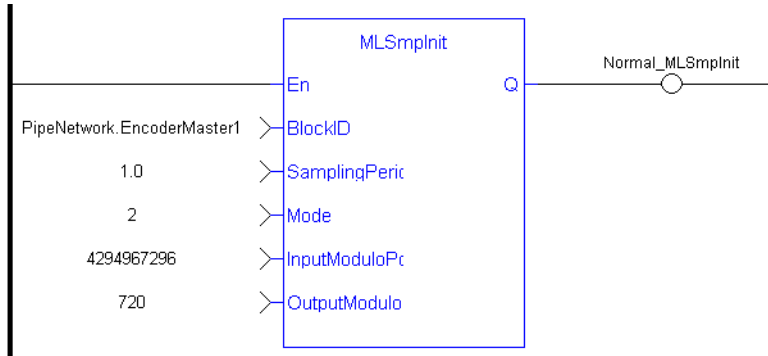 MLSmpInit
Normal_MLSmpInit
En Q
PipeNetwork.EncoderMaster1 BlockID
1.0 SamplingPeric
2 Mode
4294967296 InputModuloPc
720 OutputModulo